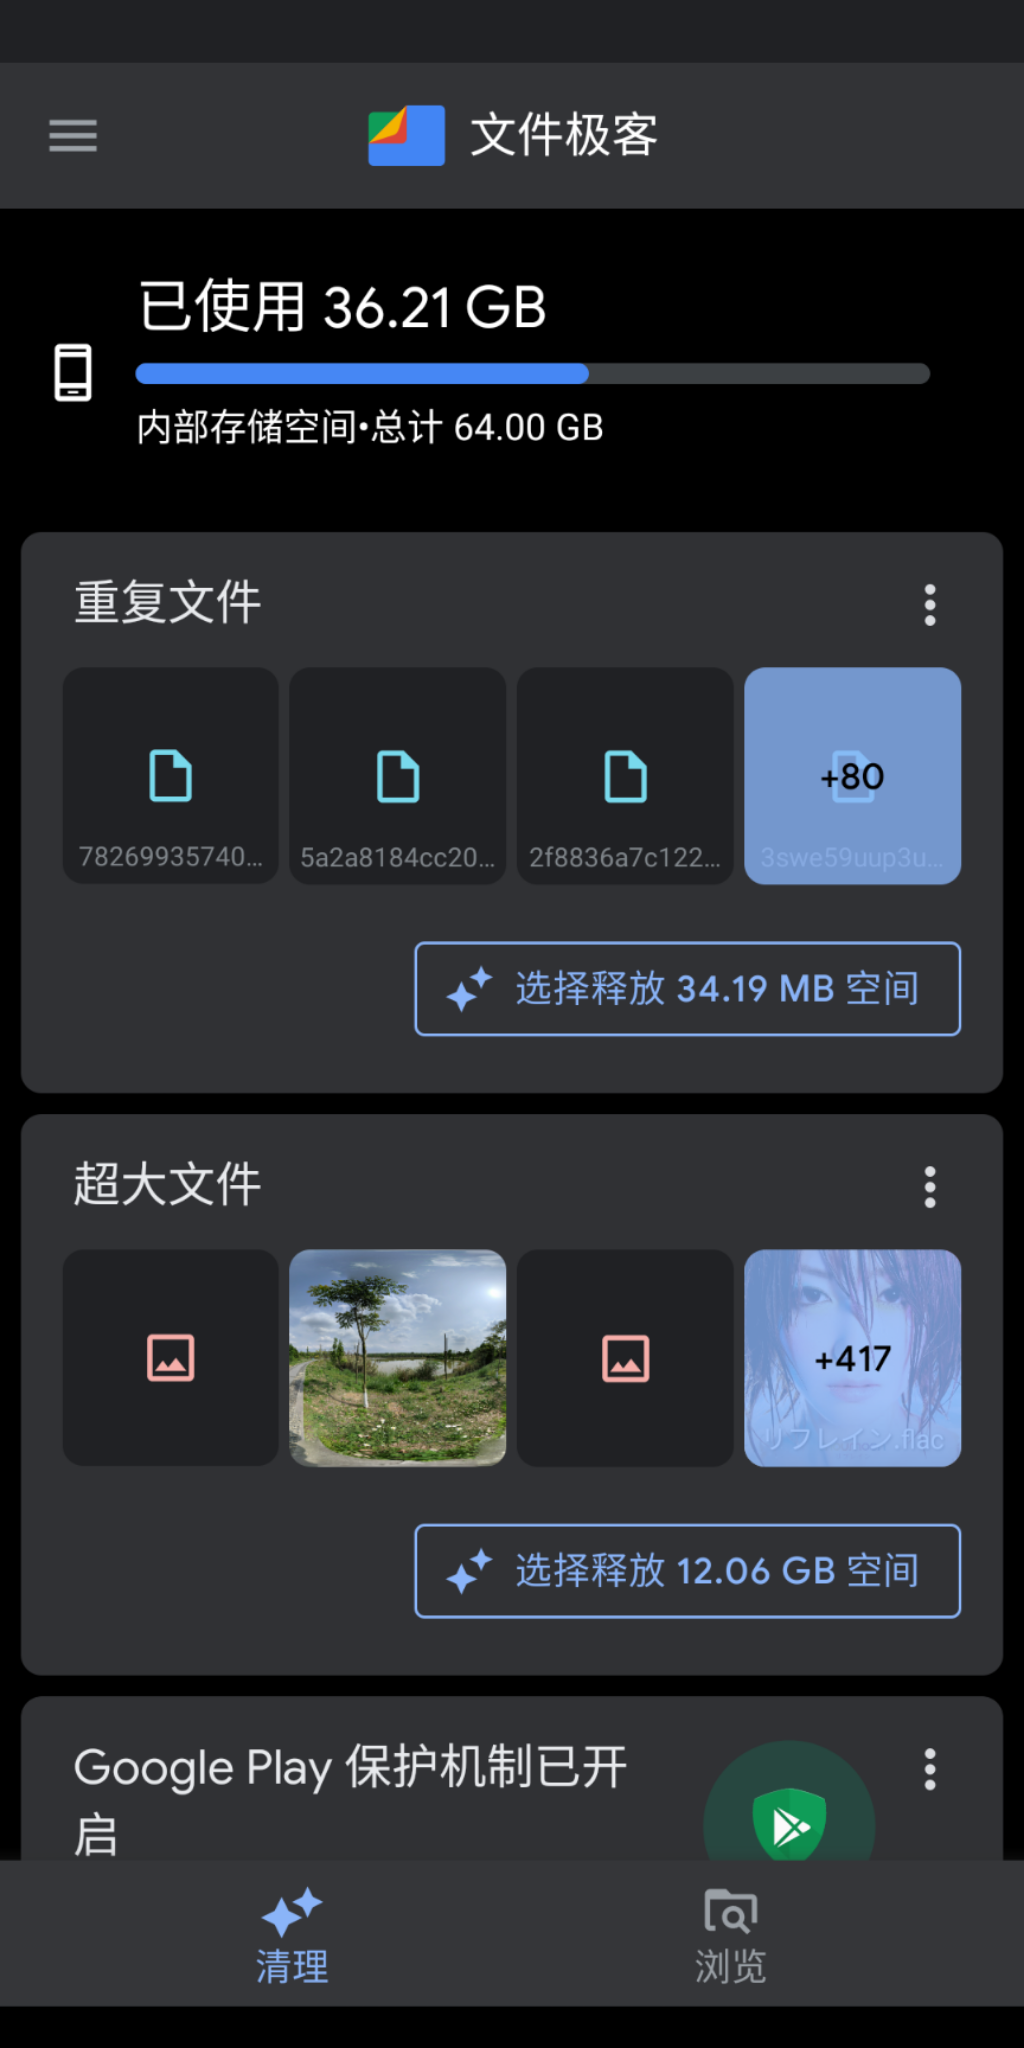 文件极客
已使用 36.21 GB
内部存储空间•总计 64.00 GB
重复文件
78269935740...
5a2a8184cc20...
2f8836a7c122...
+80
3swe59uup3u...
选择释放 34.19 MB 空间
超大文件
+417
リフレイン.flac
选择释放 12.06 GB 空间
Google Play 保护机制已开
启
清理
浏览